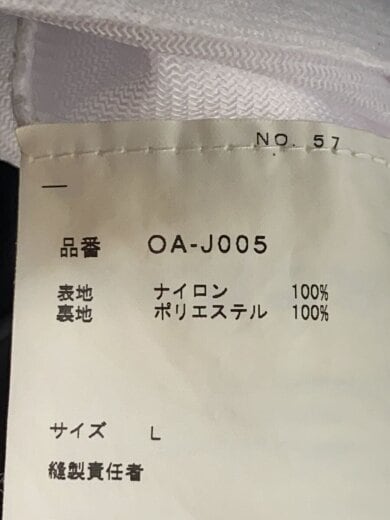 NO. 57
—
品番 OA-J005
表地 ナイロン 100%
裏地 ポリエステル 100%
サイズ L
縫製責任者